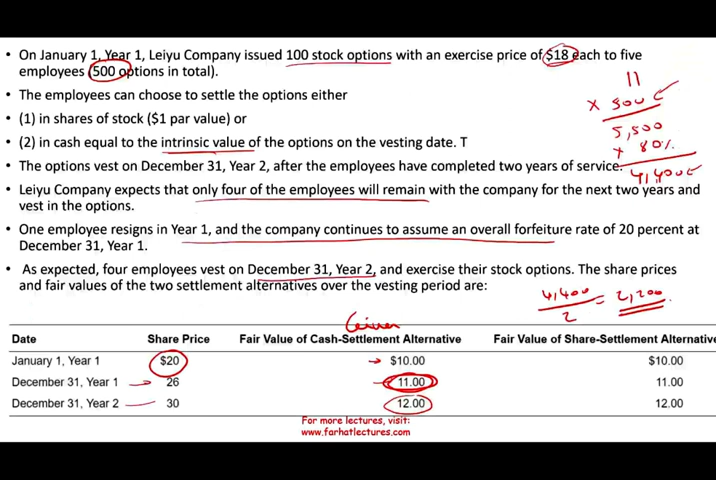 • On January 1, Year 1, Leiyu Company issued 100 stock options with an exercise price of $18 each to five
employees (500 options in total).
• The employees can choose to settle the options either
• (1) in shares of stock ($1 par value) or
• (2) in cash equal to the intrinsic value of the options on the vesting date. T
• The options vest on December 31, Year 2, after the employees have completed two years of service.
• Leiyu Company expects that only four of the employees will remain with the company for the next two years and
vest in the options.
• One employee resigns in Year 1, and the company continues to assume an overall forfeiture rate of 20 percent at
December 31, Year 1.
• As expected, four employees vest on December 31, Year 2, and exercise their stock options. The share prices
and fair values of the two settlement alternatives over the vesting period are:
11
x 500
5,500
x 80%
4,400
4,400
2
= 2,200
Given
Date Share Price Fair Value of Cash-Settlement Alternative Fair Value of Share-Settlement Alternative
January 1, Year 1 $20 $10.00 $10.00
December 31, Year 1 26 11.00 11.00
December 31, Year 2 30 12.00 12.00
For more lectures, visit:
www.farhatlectures.com